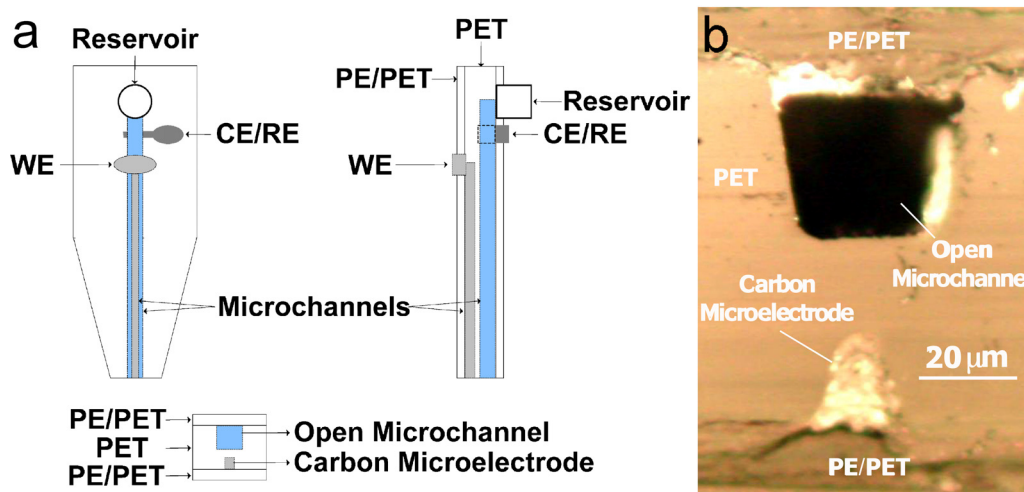 a
Reservoir
CE/RE
WE
PET
PE/PET
Reservoir
CE/RE
WE
Microchannels
PE/PET
PET
PE/PET
Open Microchannel
Carbon Microelectrode
b
PE/PET
PET
Open
Microchannel
Carbon
Microelectrode
20 µm
PE/PET